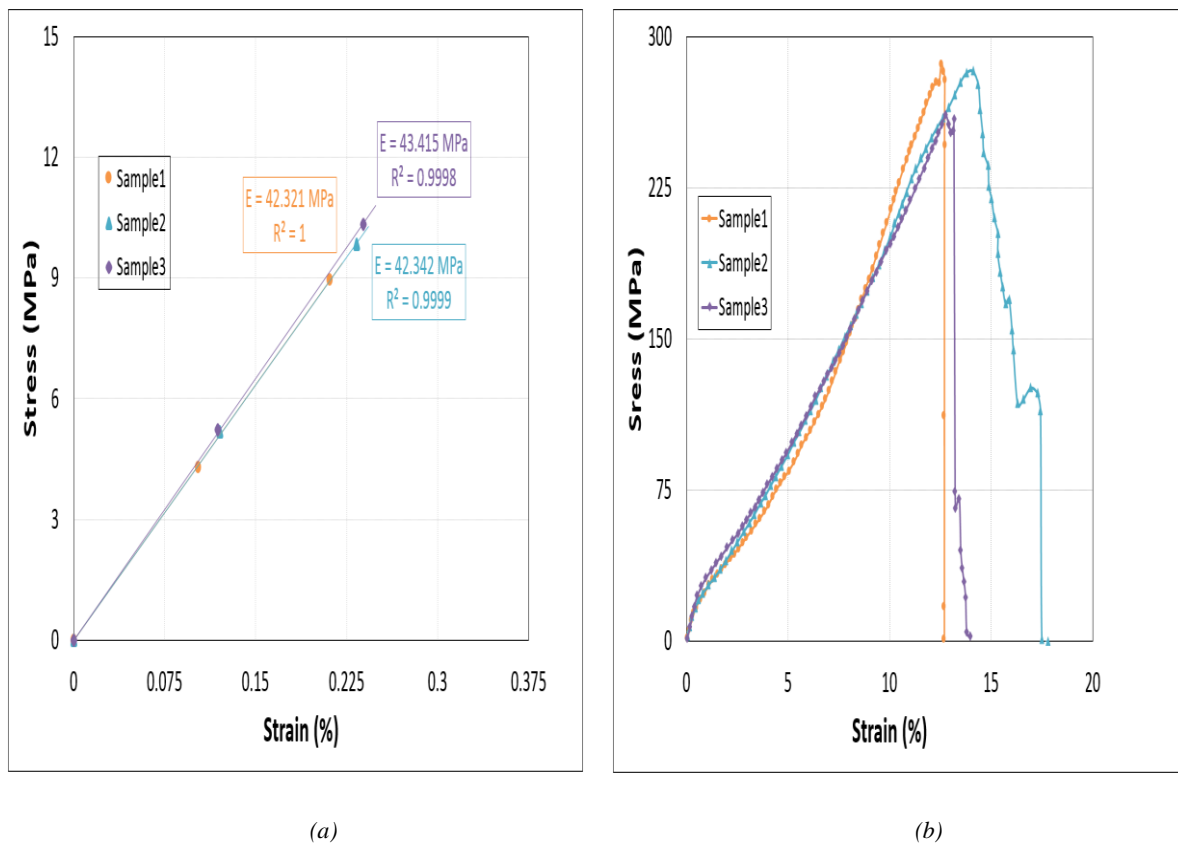 15
12
9
6
3
0
Stress (MPa)
Sample1
Sample2
Sample3
E = 43.415 MPa
R² = 0.9998
E = 42.321 MPa
R² = 1
E = 42.342 MPa
R² = 0.9999
0 0.075 0.15 0.225 0.3 0.375
Strain (%)
(a)
300
225
150
75
0
Sress (MPa)
Sample1
Sample2
Sample3
0 5 10 15 20
Strain (%)
(b)